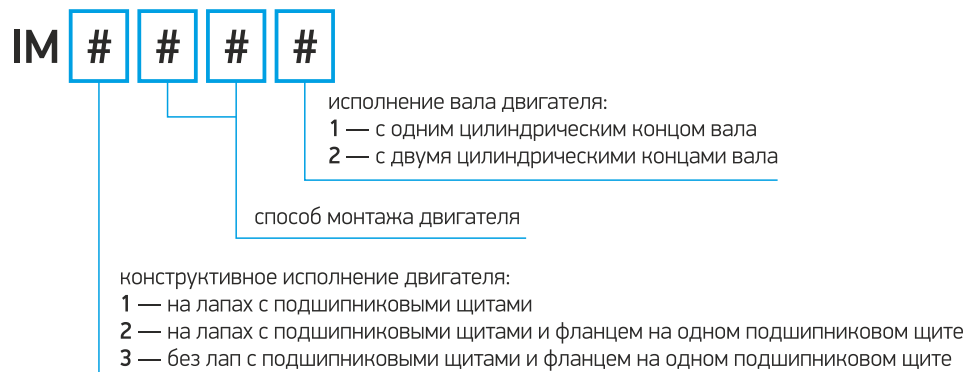 IM # # # #
исполнение вала двигателя:
1 — с одним цилиндрическим концом вала
2 — с двумя цилиндрическими концами вала
способ монтажа двигателя
конструктивное исполнение двигателя:
1 — на лапах с подшипниковыми щитами
2 — на лапах с подшипниковыми щитами и фланцем на одном подшипниковом щите
3 — без лап с подшипниковыми щитами и фланцем на одном подшипниковом щите